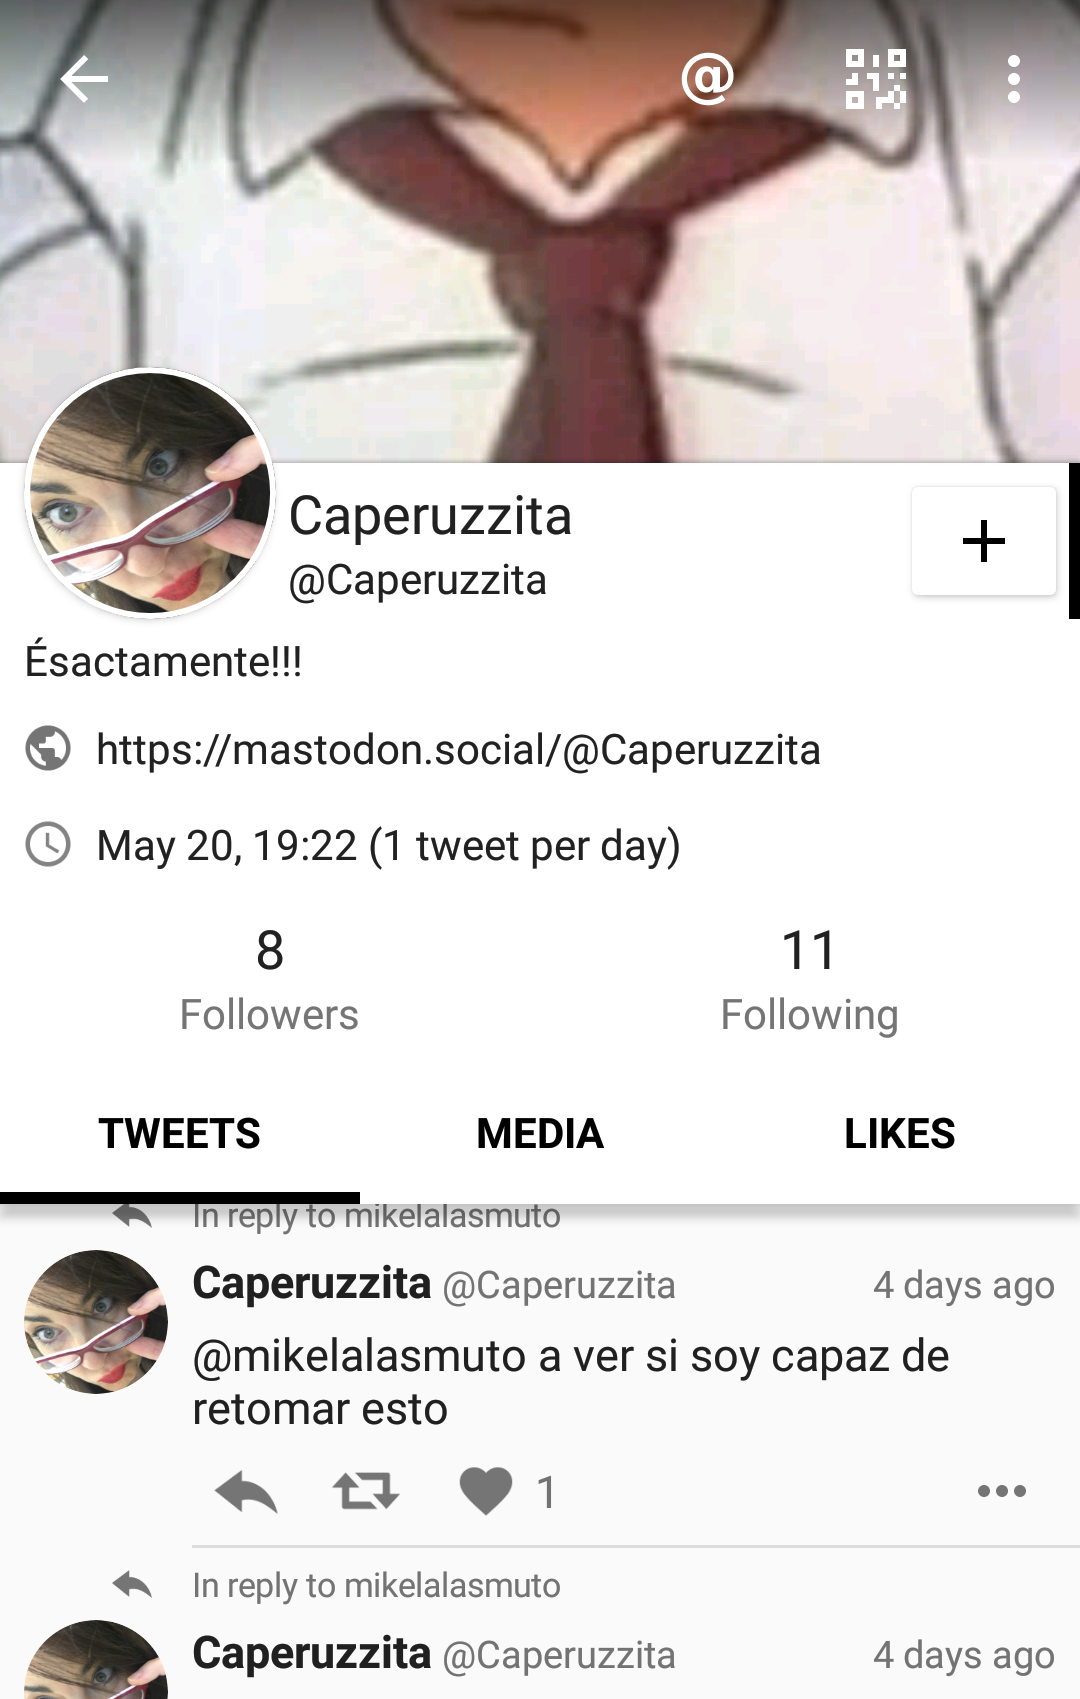 Caperuzzita
@Caperuzzita
Ésactamente!!!
https://mastodon.social/@Caperuzzita
May 20, 19:22 (1 tweet per day)
8
Followers
11
Following
TWEETS
MEDIA
LIKES
In reply to mikelalasmuto
Caperuzzita @Caperuzzita 4 days ago
@mikelalasmuto a ver si soy capaz de
retomar esto
1
In reply to mikelalasmuto
Caperuzzita @Caperuzzita 4 days ago